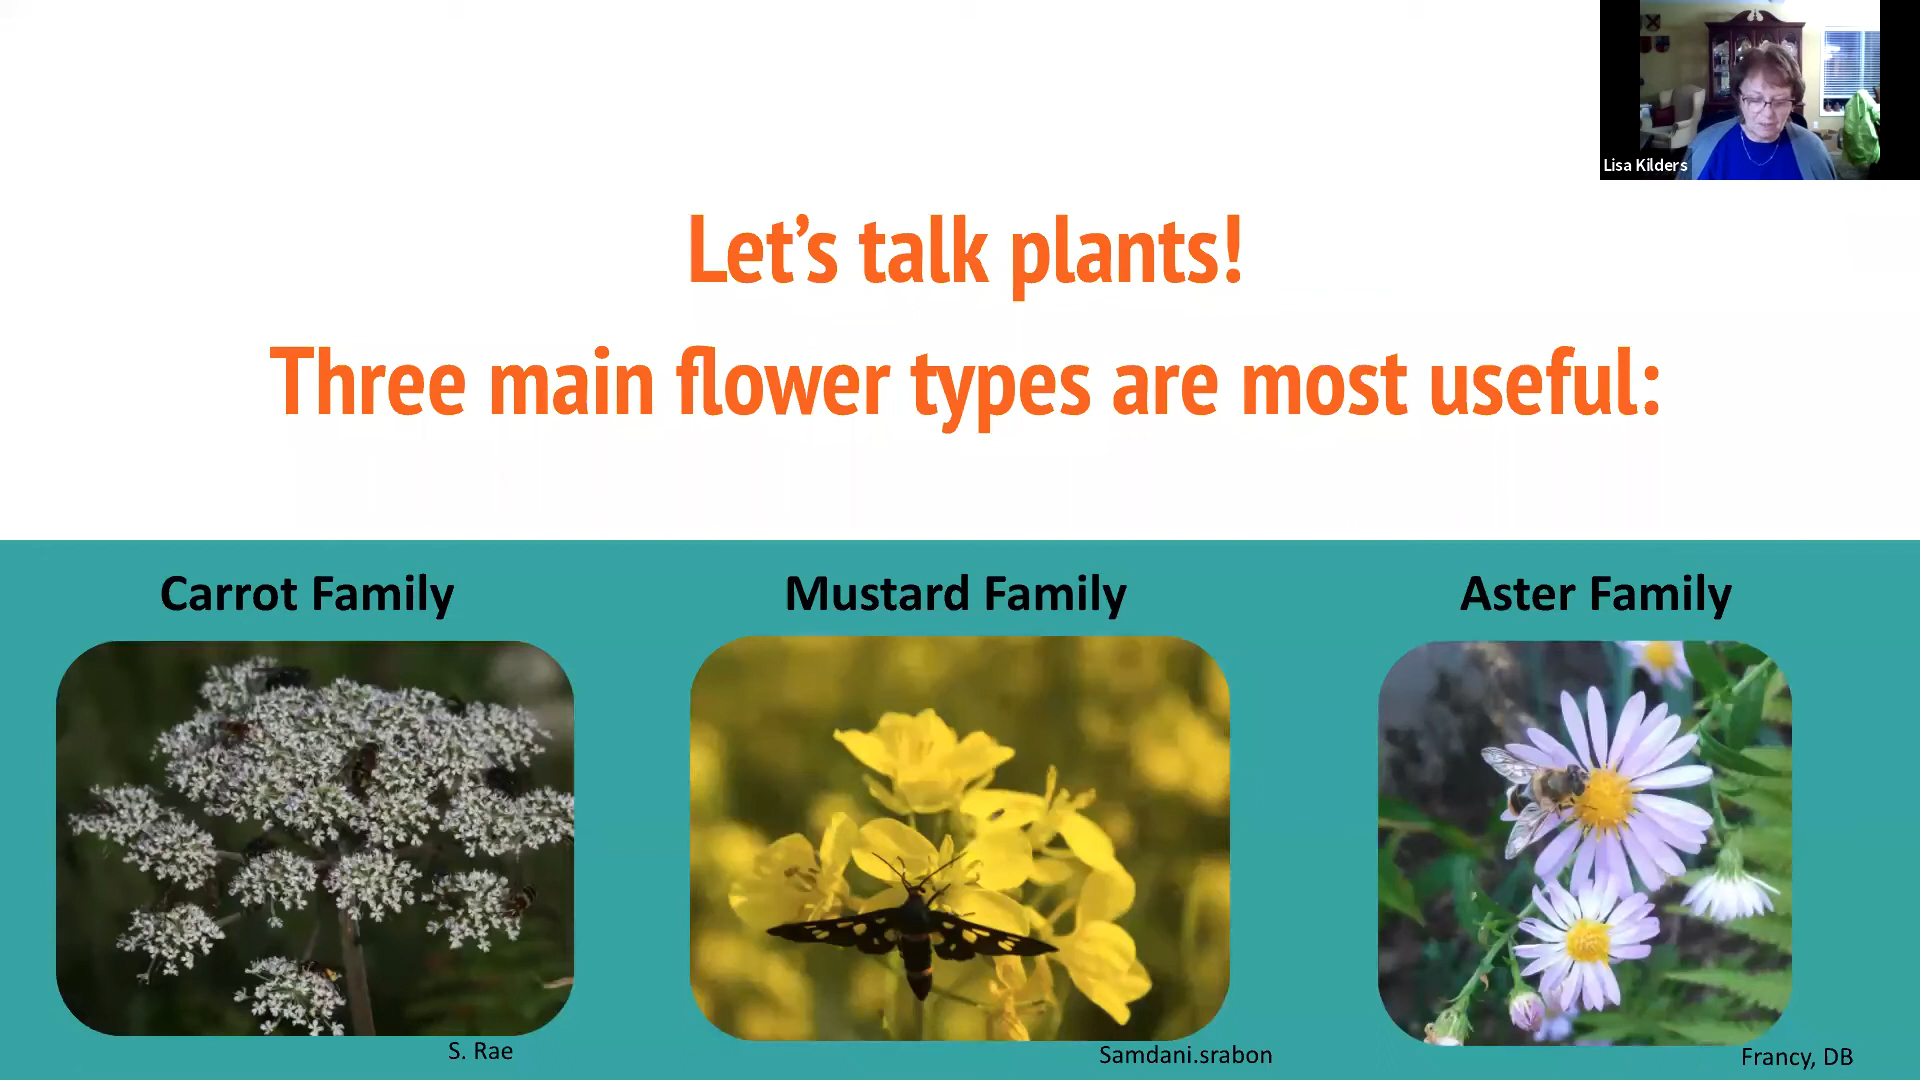 Lisa Kilders
Let’s talk plants!
Three main flower types are most useful:
Carrot Family
Mustard Family
Aster Family
S. Rae
Samdani.srabon
Francy, DB